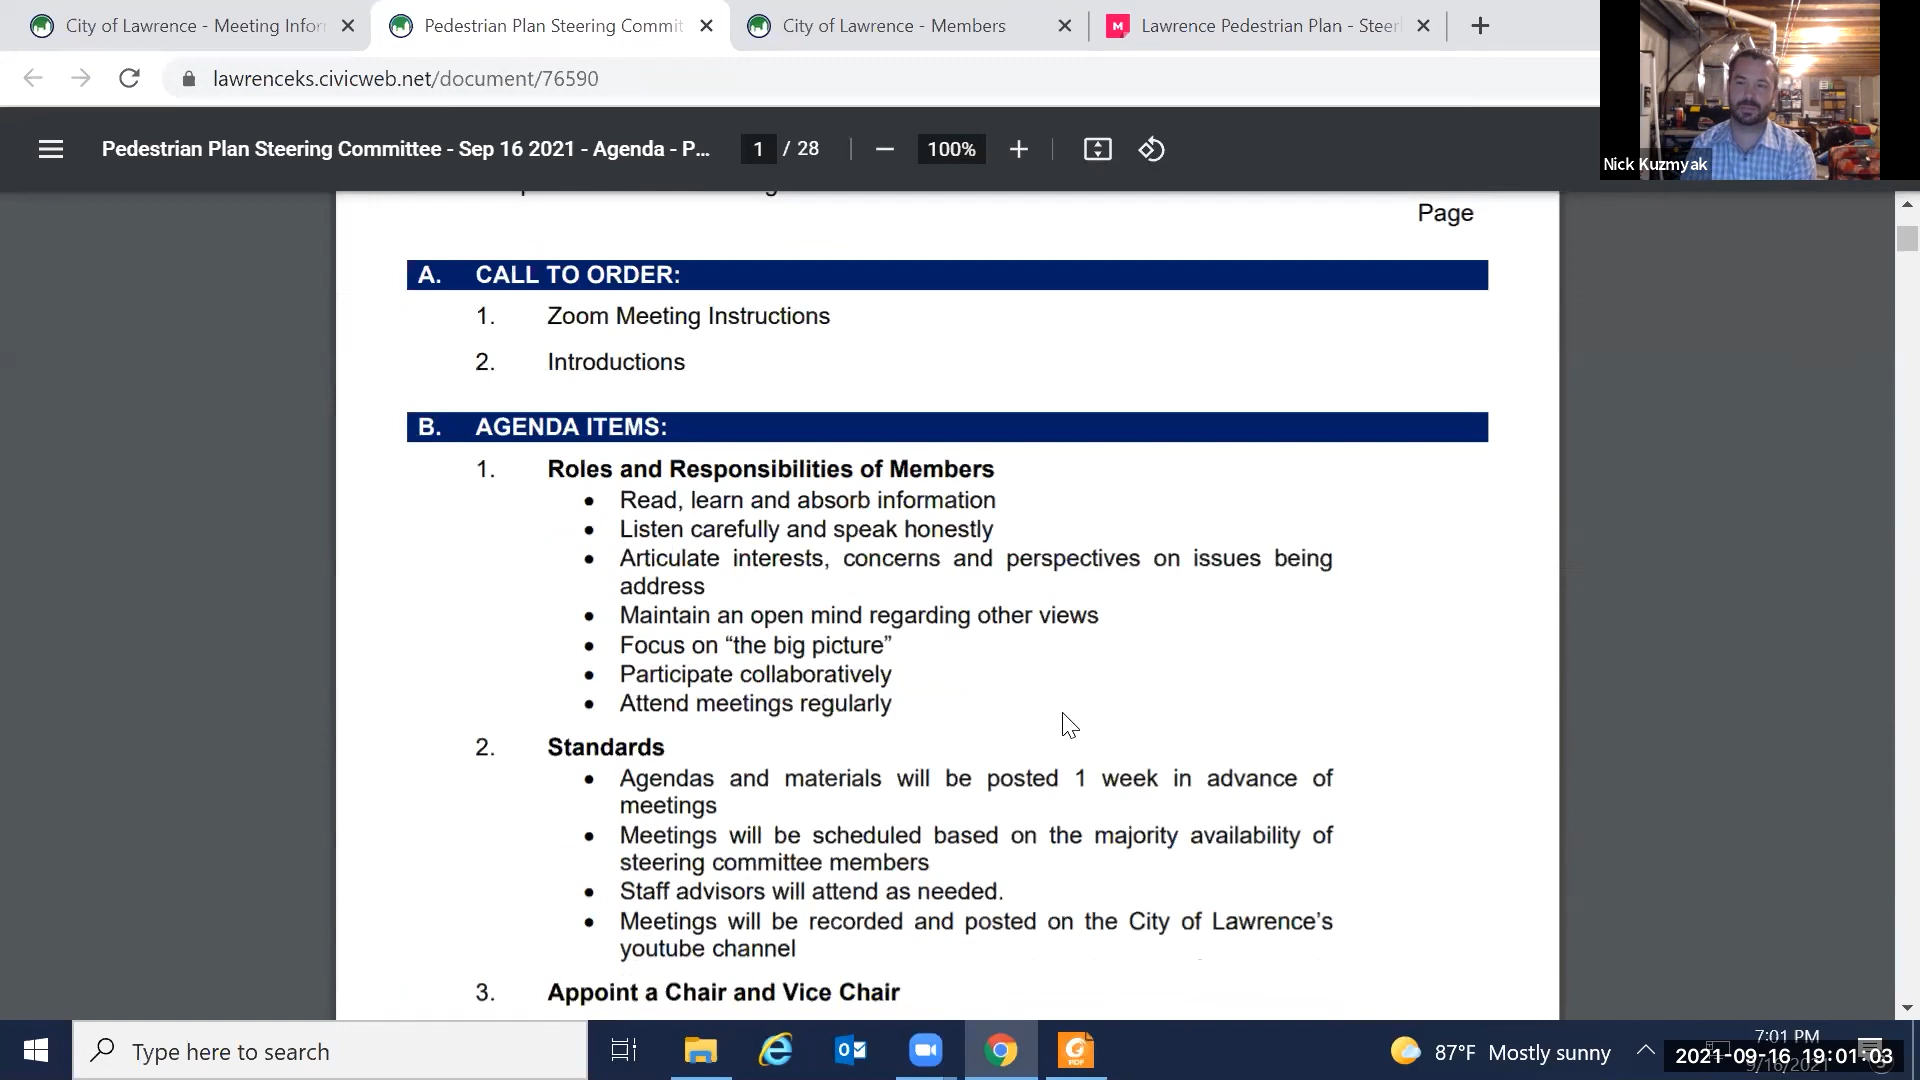 City of Lawrence - Meeting Infor
Pedestrian Plan Steering Commit
City of Lawrence - Members
Lawrence Pedestrian Plan - Steer
lawrenceks.civicweb.net/document/76590
Pedestrian Plan Steering Committee - Sep 16 2021 - Agenda - P...
1 / 28
100%
Nick Kuzmyak
Page
A. CALL TO ORDER:
1. Zoom Meeting Instructions
2. Introductions
B. AGENDA ITEMS:
1. Roles and Responsibilities of Members
• Read, learn and absorb information
• Listen carefully and speak honestly
• Articulate interests, concerns and perspectives on issues being
address
• Maintain an open mind regarding other views
• Focus on “the big picture”
• Participate collaboratively
• Attend meetings regularly
2. Standards
• Agendas and materials will be posted 1 week in advance of
meetings
• Meetings will be scheduled based on the majority availability of
steering committee members
• Staff advisors will attend as needed.
• Meetings will be recorded and posted on the City of Lawrence’s
youtube channel
3. Appoint a Chair and Vice Chair
Type here to search
87°F Mostly sunny
7:01 PM
2021-09-16 19:01:03
9/16/2021